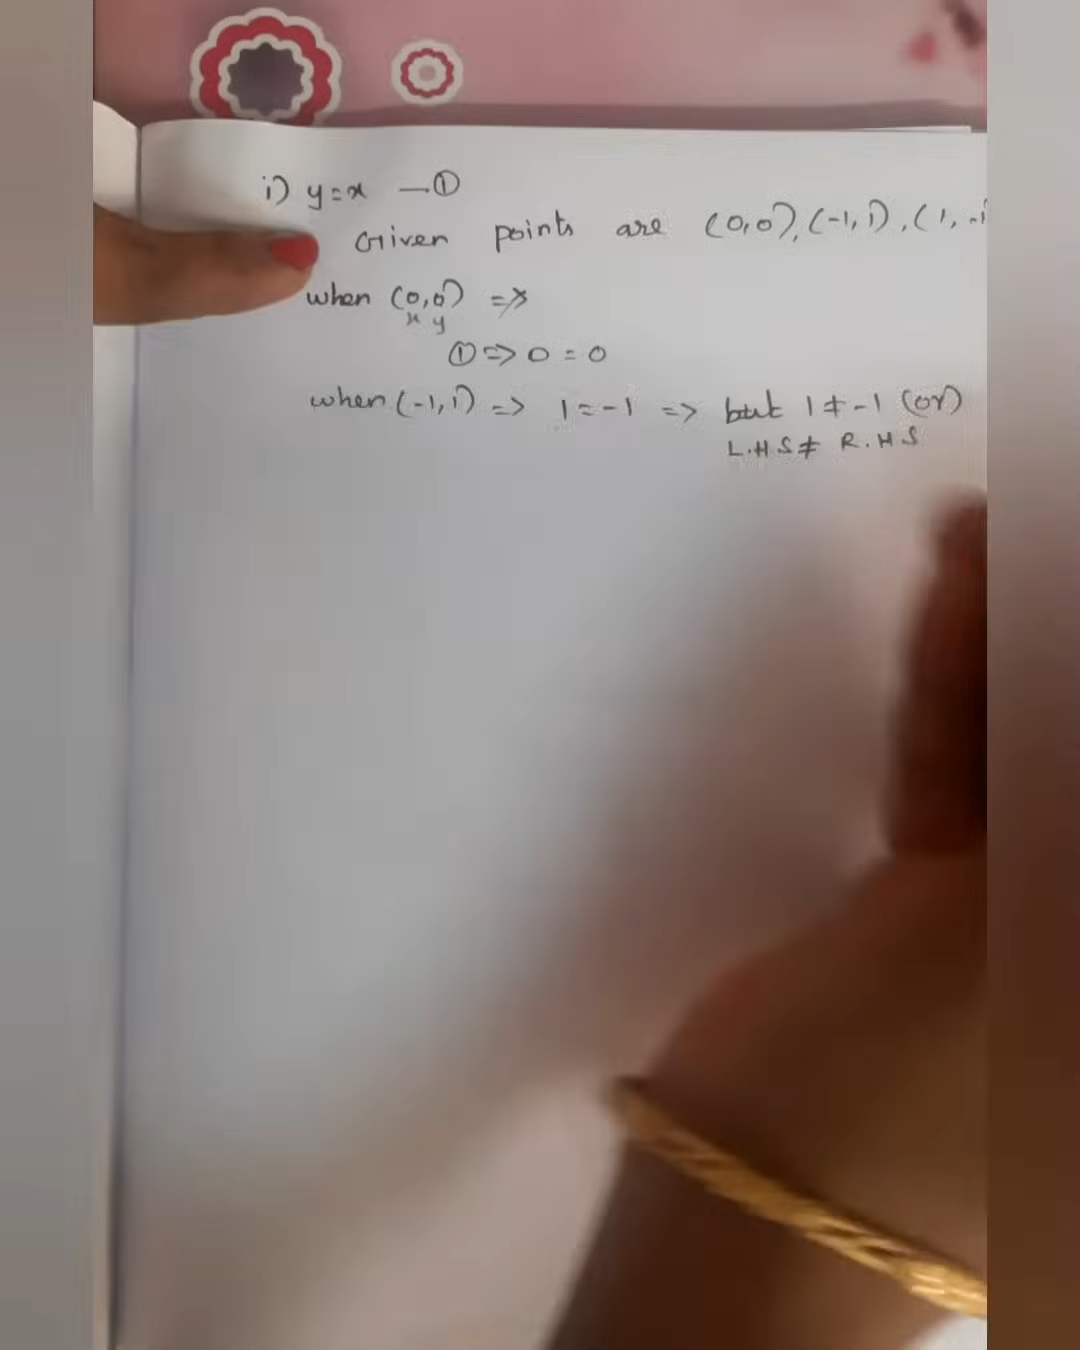 i) y=x —①
Given points are (0,0), (-1,1), (1,-1
when (0,0) =>
x y
① => 0 = 0
when (-1,1) => 1 = -1 => but 1 ≠ -1 (or)
L.H.S ≠ R.H.S